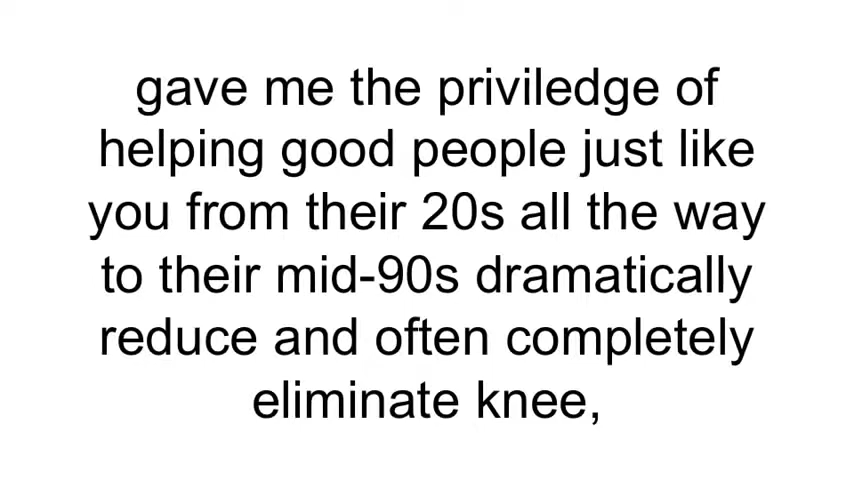 gave me the priviledge of
helping good people just like
you from their 20s all the way
to their mid-90s dramatically
reduce and often completely
eliminate knee,